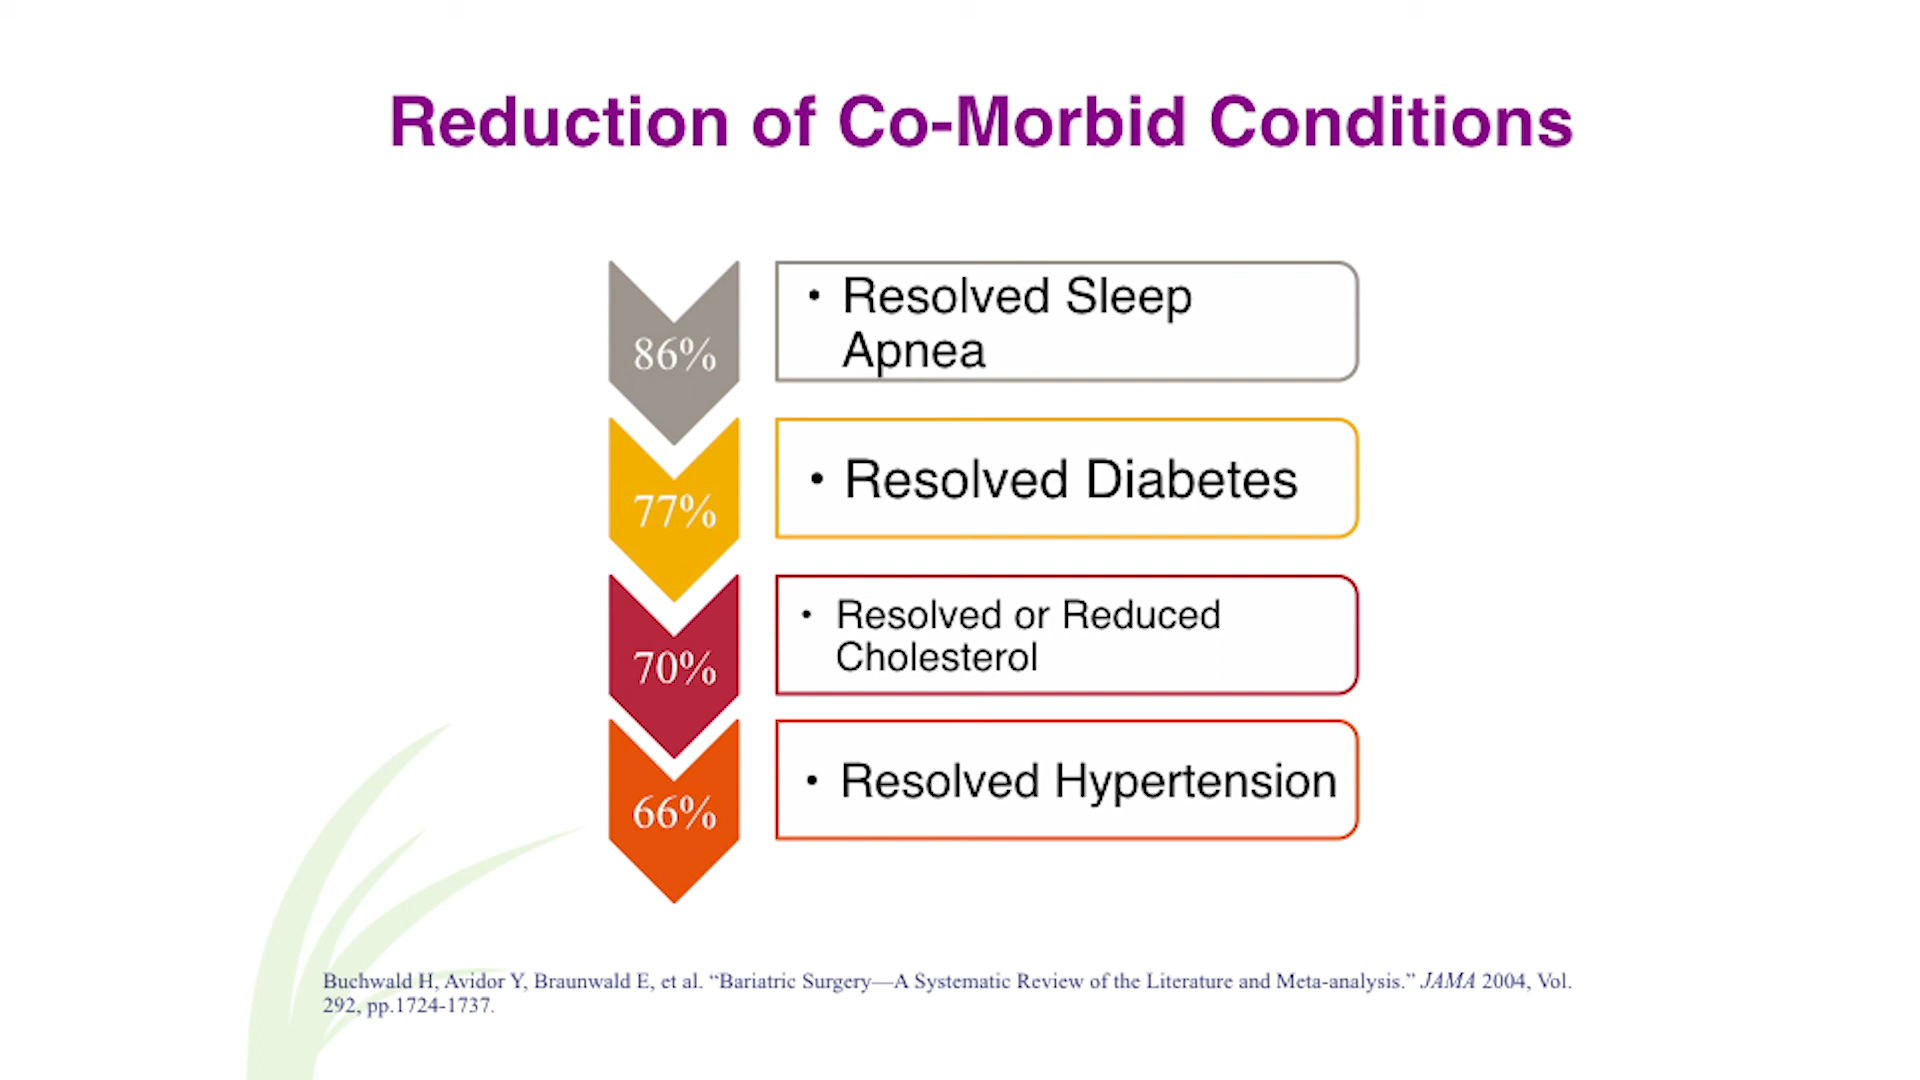 Reduction of Co-Morbid Conditions
86%
• Resolved Sleep
Apnea
77%
• Resolved Diabetes
70%
• Resolved or Reduced
Cholesterol
66%
• Resolved Hypertension
Buchwald H, Avidor Y, Braunwald E, et al. “Bariatric Surgery—A Systematic Review of the Literature and Meta-analysis.” JAMA 2004, Vol.
292, pp.1724-1737.